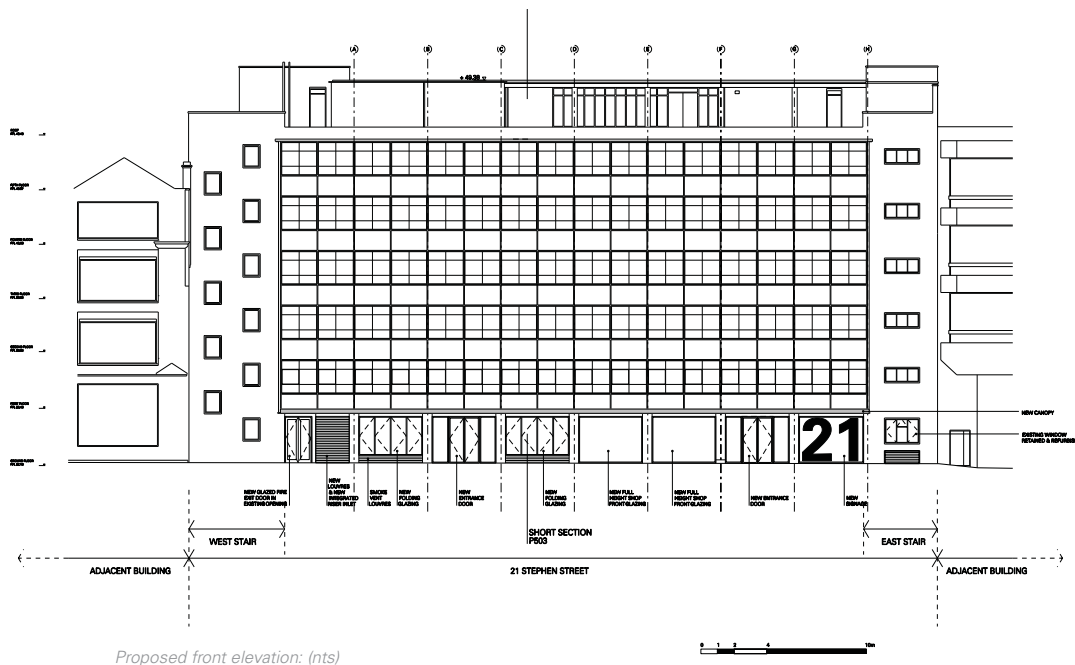 A
B
C
D
E
F
G
H
+ 49.38
21
NEW CANOPY
EXISTING WINDOW
RETAINED & REFURBISHED
NEW GLAZED FIRE
EXIT DOOR IN
EXISTING OPENING
NEW
LOUVRES
& NEW
INTEGRATED
RISER INLET
SMOKE
VENT
LOUVRES
NEW
FOLDING
GLAZING
NEW
ENTRANCE
DOOR
NEW
FOLDING
GLAZING
NEW FULL
HEIGHT SHOP
FRONT GLAZING
NEW FULL
HEIGHT SHOP
FRONT GLAZING
NEW ENTRANCE
DOOR
NEW
SIGNAGE
SHORT SECTION
P503
WEST STAIR
EAST STAIR
ADJACENT BUILDING
21 STEPHEN STREET
ADJACENT BUILDING
Proposed front elevation: (nts)
0 1 2 4 10m